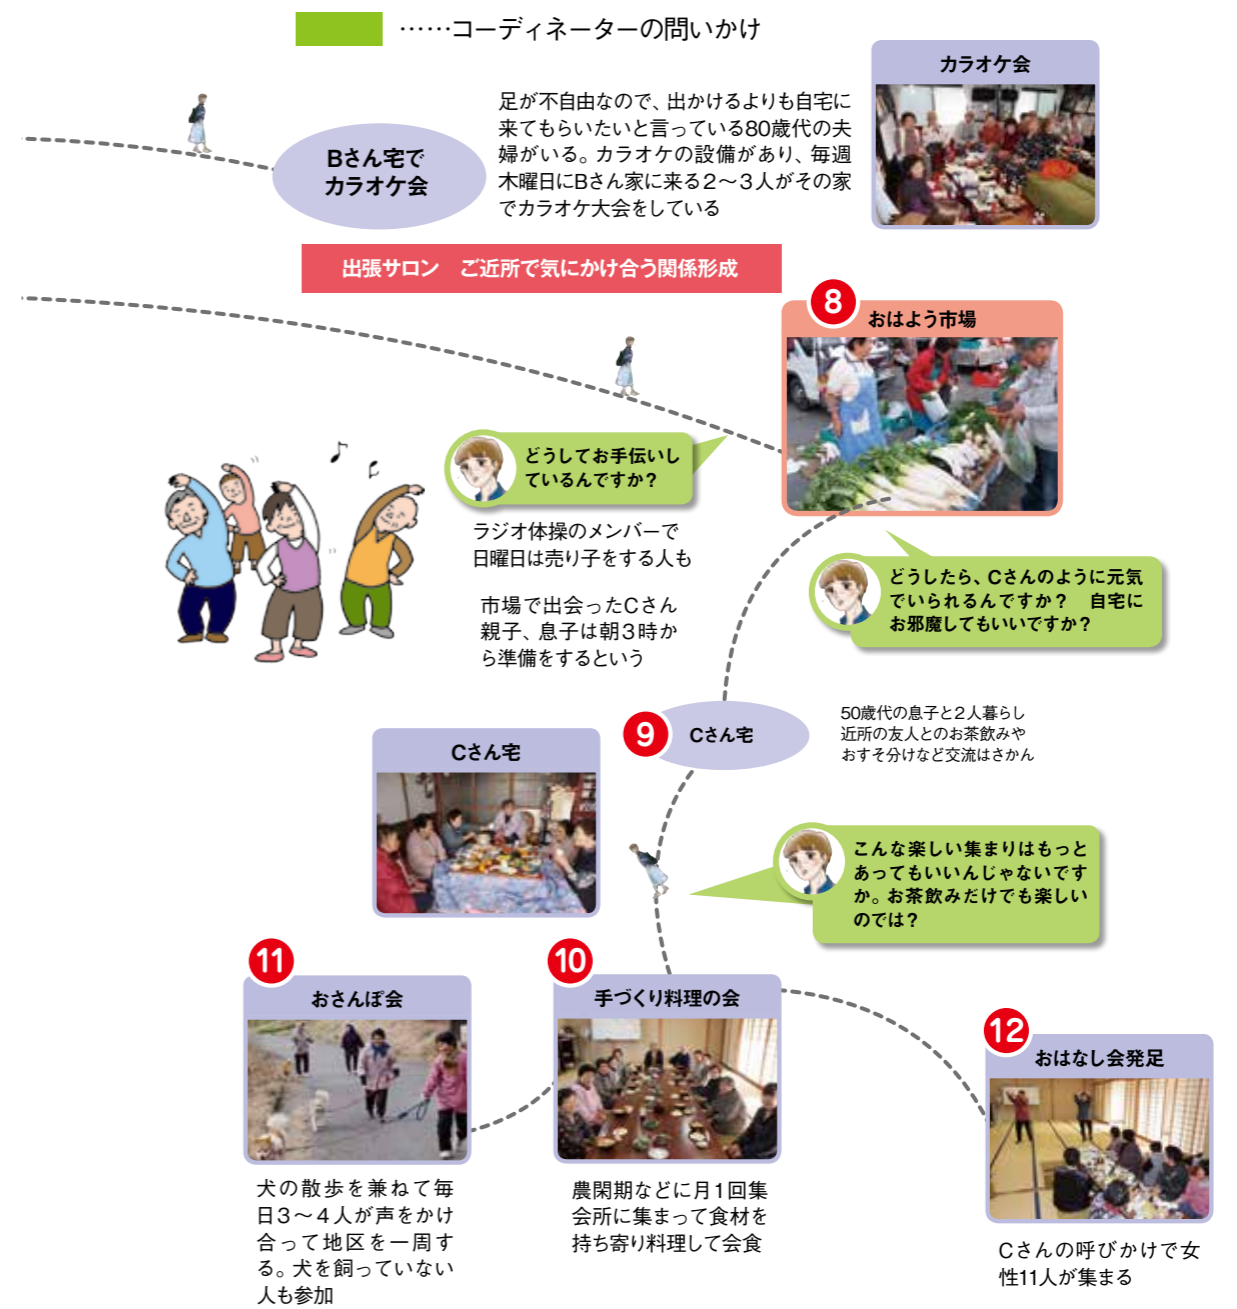 ……コーディネーターの問いかけ
カラオケ会
Bさん宅で
カラオケ会
足が不自由なので、出かけるよりも自宅に
来てもらいたいと言っている80歳代の夫
婦がいる。カラオケの設備があり、毎週
木曜日にBさん家に来る2〜3人がその家
でカラオケ大会をしている
出張サロン　ご近所で気にかけ合う関係形成
8
おはよう市場
どうしてお手伝いし
ているんですか?
ラジオ体操のメンバーで
日曜日は売り子をする人も
市場で出会ったCさん
親子、息子は朝3時か
ら準備をするという
どうしたら、Cさんのように元気
でいられるんですか?　自宅に
お邪魔してもいいですか?
9
Cさん宅
50歳代の息子と2人暮らし
近所の友人とのお茶飲みや
おすそ分けなど交流はさかん
Cさん宅
こんな楽しい集まりはもっと
あってもいいんじゃないです
か。お茶飲みだけでも楽しい
のでは?
11
おさんぽ会
犬の散歩を兼ねて毎
日3〜4人が声をかけ
合って地区を一周す
る。犬を飼っていない
人も参加
10
手づくり料理の会
農閑期などに月1回集
会所に集まって食材を
持ち寄り料理して会食
12
おはなし会発足
Cさんの呼びかけで女
性11人が集まる